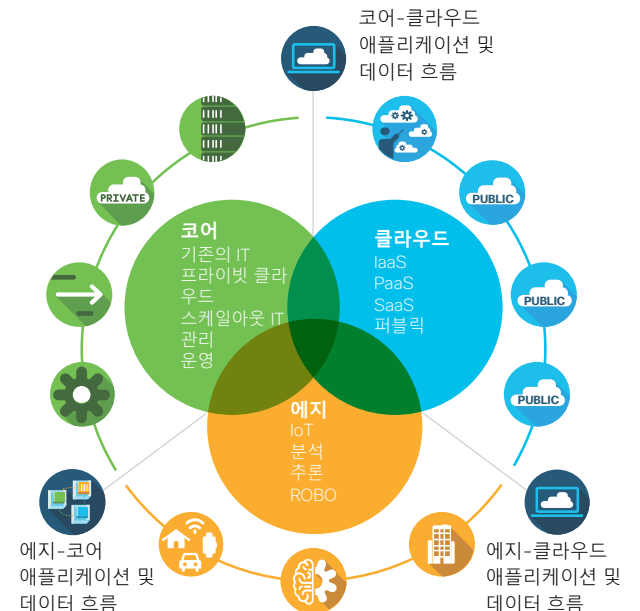 코어-클라우드
애플리케이션 및
데이터 흐름
PRIVATE
PUBLIC
PUBLIC
PUBLIC
코어
기존의 IT
프라이빗 클라
우드
스케일아웃 IT
관리
운영
클라우드
IaaS
PaaS
SaaS
퍼블릭
에지
IoT
분석
추론
ROBO
에지-코어
애플리케이션 및
데이터 흐름
에지-클라우드
애플리케이션 및
데이터 흐름